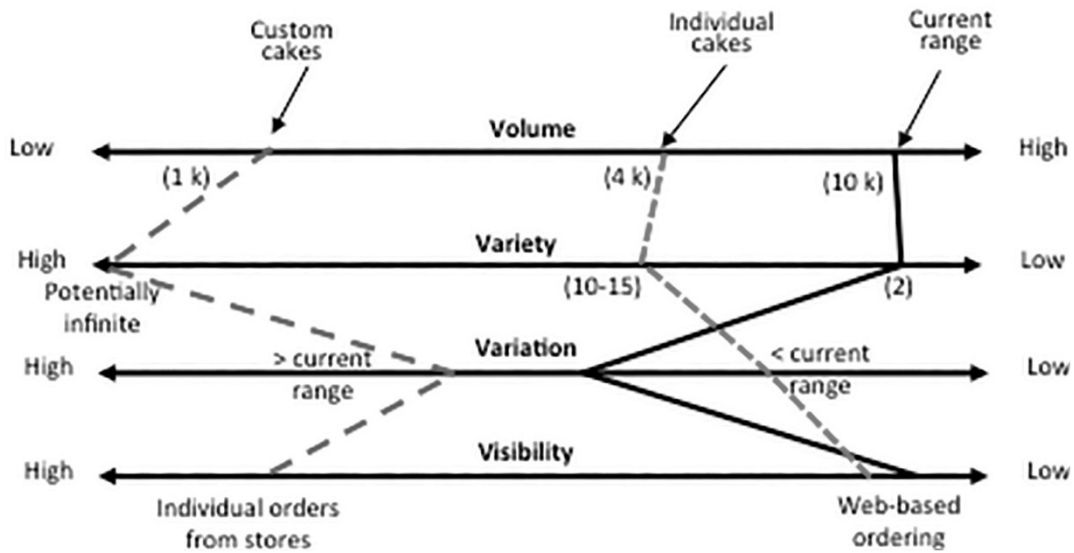 Custom
cakes
Individual
cakes
Current
range
Low
Volume
High
(1 k)
(4 k)
(10 k)
High
Variety
Low
Potentially
infinite
(10-15)
(2)
High
> current
range
Variation
< current
range
Low
High
Visibility
Low
Individual orders
from stores
Web-based
ordering